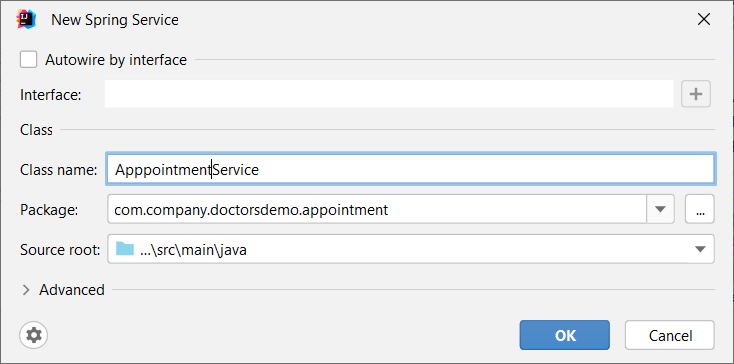 New Spring Service
Autowire by interface
Interface:
Class
Class name: ApppointmentService
Package: com.company.doctorsdemo.appointment ...
Source root: ...\src\main\java
Advanced
OK Cancel